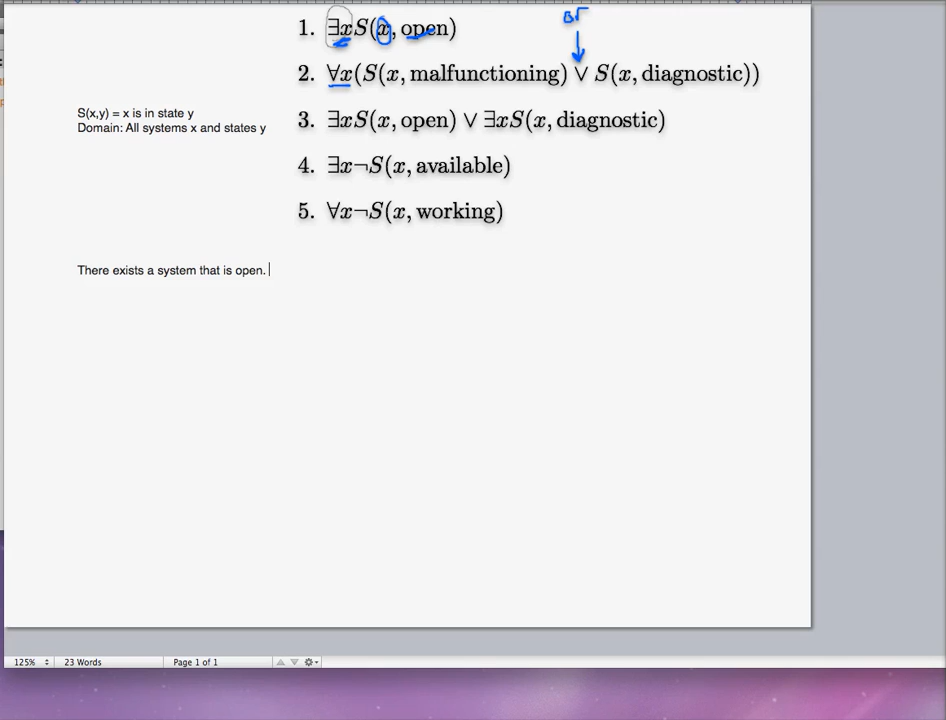 1. ∃xS(x, open)
or
2. ∀x(S(x, malfunctioning) ∨ S(x, diagnostic))
S(x,y) = x is in state y
Domain: All systems x and states y
3. ∃xS(x, open) ∨ ∃xS(x, diagnostic)
4. ∃x¬S(x, available)
5. ∀x¬S(x, working)
There exists a system that is open.
125% 23 Words Page 1 of 1